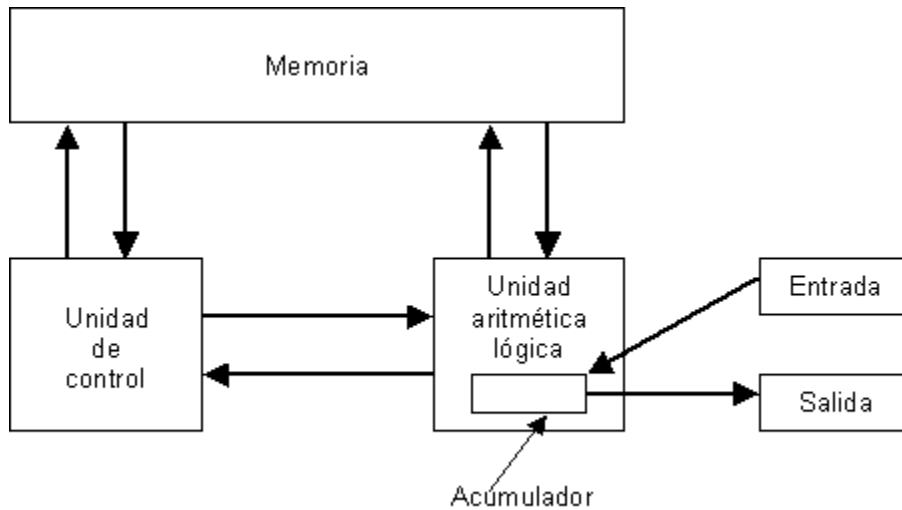 Memoria
Unidad
de
control
Unidad
aritmética
lógica
Entrada
Salida
Acumulador